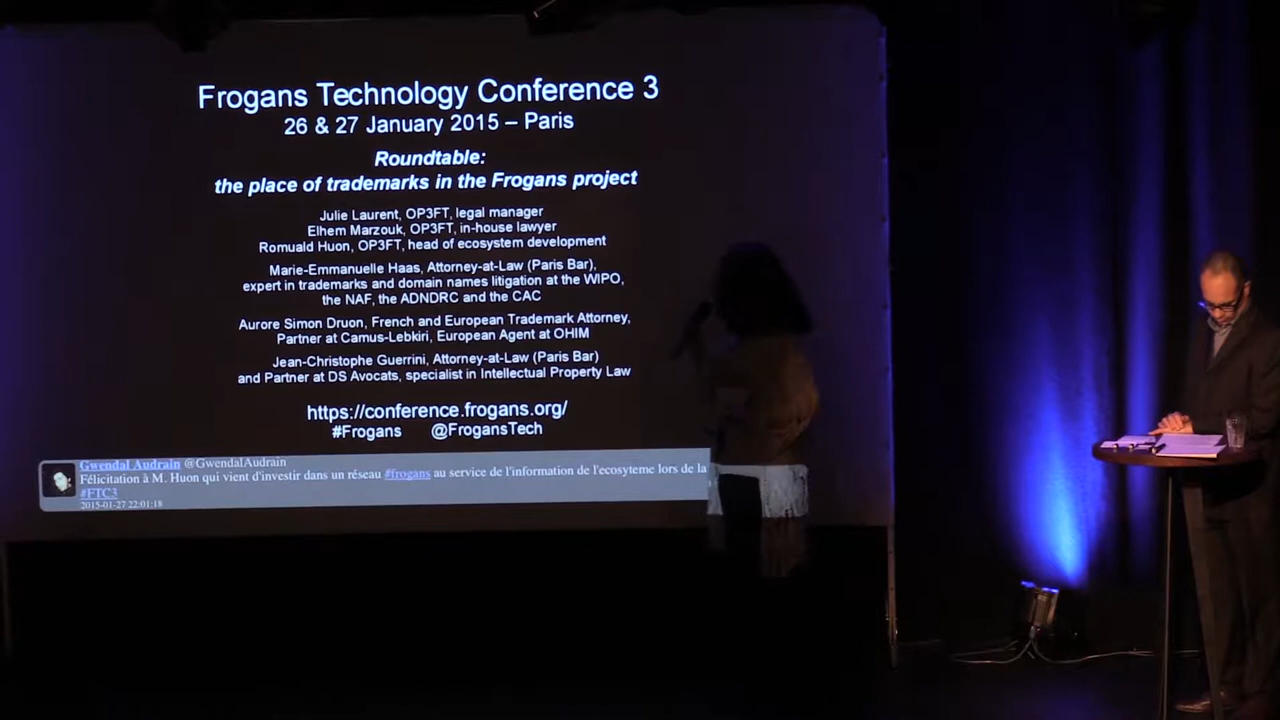 Frogans Technology Conference 3
26 & 27 January 2015 – Paris
Roundtable:
the place of trademarks in the Frogans project
Julie Laurent, OP3FT, legal manager
Elhem Marzouk, OP3FT, in-house lawyer
Romuald Huon, OP3FT, head of ecosystem development
Marie-Emmanuelle Haas, Attorney-at-Law (Paris Bar),
expert in trademarks and domain names litigation at the WIPO,
the NAF, the ADNDRC and the CAC
Aurore Simon Druon, French and European Trademark Attorney,
Partner at Camus-Lebkiri, European Agent at OHIM
Jean-Christophe Guerrini, Attorney-at-Law (Paris Bar)
and Partner at DS Avocats, specialist in Intellectual Property Law
https://conference.frogans.org/
#Frogans @FrogansTech
Gwendal Audrain @GwendalAudrain
Félicitation à M. Huon qui vient d'investir dans un réseau #frogans au service de l'information de l'ecosyteme lors de la
#FTC3
2015-01-27 22:01:18